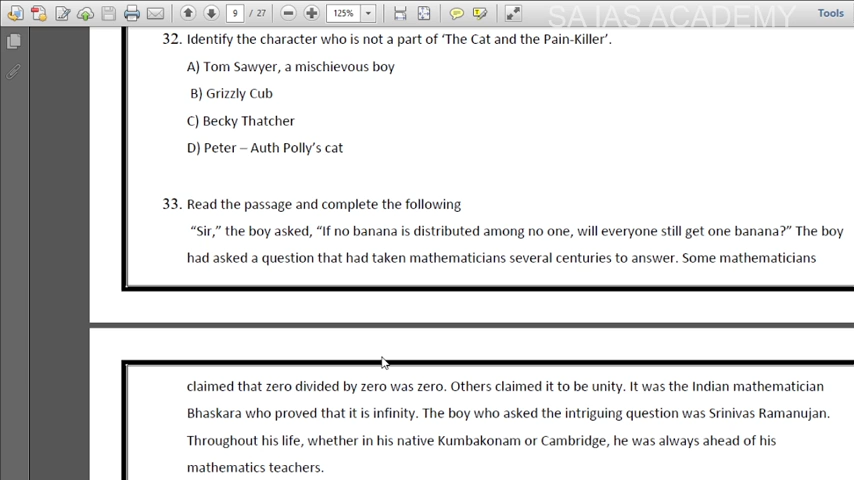 9 / 27
125%
SA IAS ACADEMY
Tools
32. Identify the character who is not a part of ‘The Cat and the Pain-Killer’.
A) Tom Sawyer, a mischievous boy
B) Grizzly Cub
C) Becky Thatcher
D) Peter – Auth Polly’s cat
33. Read the passage and complete the following
“Sir,” the boy asked, “If no banana is distributed among no one, will everyone still get one banana?” The boy
had asked a question that had taken mathematicians several centuries to answer. Some mathematicians
claimed that zero divided by zero was zero. Others claimed it to be unity. It was the Indian mathematician
Bhaskara who proved that it is infinity. The boy who asked the intriguing question was Srinivas Ramanujan.
Throughout his life, whether in his native Kumbakonam or Cambridge, he was always ahead of his
mathematics teachers.